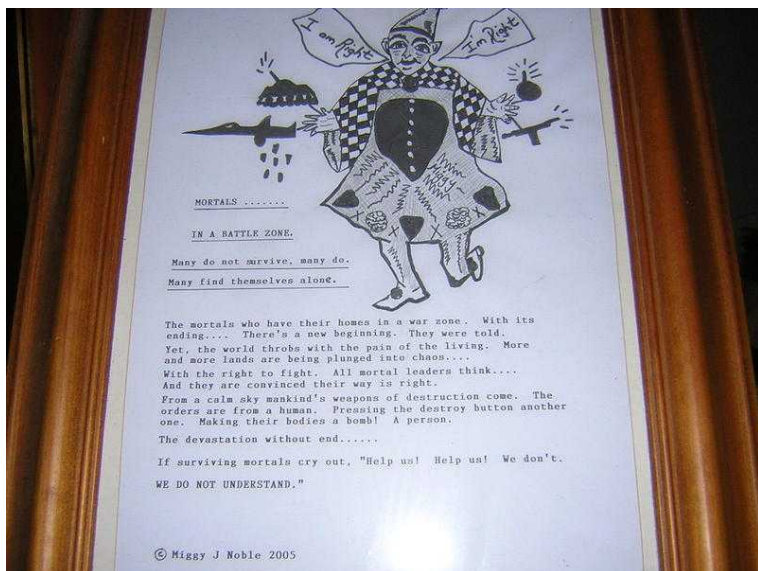 I am Right
I'm Right
Miggy
MORTALS .......
IN A BATTLE ZONE.
Many do not survive, many do.
Many find themselves alone.
The mortals who have their homes in a war zone. With its
ending.... There's a new beginning. They were told.
Yet, the world throbs with the pain of the living. More
and more lands are being plunged into chaos....
With the right to fight. All mortal leaders think....
And they are convinced their way is right.
From a calm sky mankind's weapons of destruction come. The
orders are from a human. Pressing the destroy button another
one. Making their bodies a bomb! A person.
The devastation without end......
If surviving mortals cry out, "Help us! Help us! We don't.
WE DO NOT UNDERSTAND."
© Miggy J Noble 2005